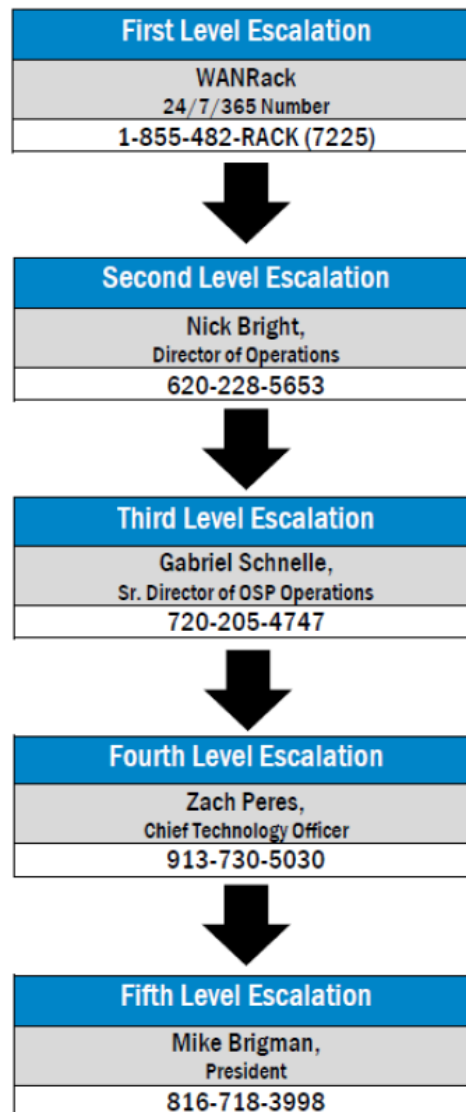 First Level Escalation
WANRack
24/7/365 Number
1-855-482-RACK (7225)
Second Level Escalation
Nick Bright,
Director of Operations
620-228-5653
Third Level Escalation
Gabriel Schnelle,
Sr. Director of OSP Operations
720-205-4747
Fourth Level Escalation
Zach Peres,
Chief Technology Officer
913-730-5030
Fifth Level Escalation
Mike Brigman,
President
816-718-3998